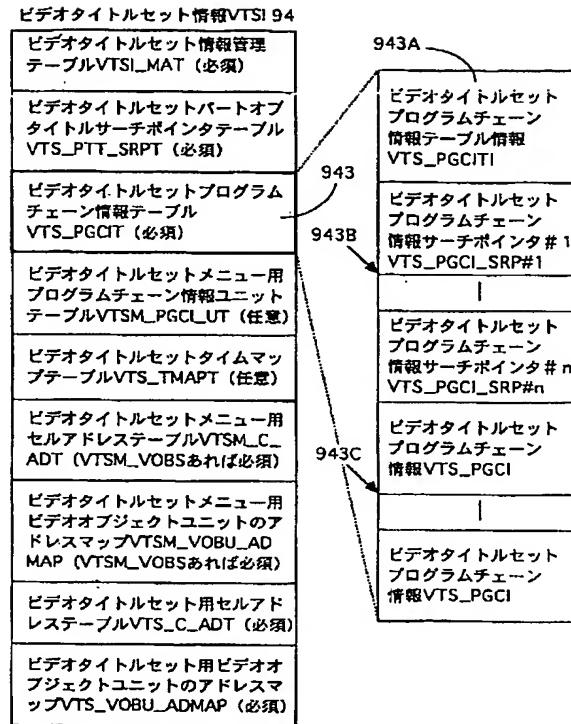 ビデオタイトルセット情報VTSI 94
ビデオタイトルセット情報管理
テーブルVTSI_MAT（必須）
ビデオタイトルセットパートオブ
タイトルサーチポインタテーブル
VTS_PTT_SRPT（必須）
ビデオタイトルセットプログラム
チェーン情報テーブル
VTS_PGCIT（必須）
ビデオタイトルセットメニュー用
プログラムチェーン情報ユニット
テーブルVTSM_PGCI_UT（任意）
ビデオタイトルセットタイムマッ
プテーブルVTS_TMAPT（任意）
ビデオタイトルセットメニュー用
セルアドレステーブルVTSM_C_
ADT（VTSM_VOBSあれば必須）
ビデオタイトルセットメニュー用
ビデオオブジェクトユニットのア
ドレスマップVTSM_VOBU_AD
MAP（VTSM_VOBSあれば必須）
ビデオタイトルセット用セルアド
レステーブルVTS_C_ADT（必須）
ビデオタイトルセット用ビデオオ
ブジェクトユニットのアドレスマ
ップVTS_VOBU_ADMAP（必須）
943
943A
ビデオタイトルセット
プログラムチェーン
情報テーブル情報
VTS_PGCITI
943B
ビデオタイトルセット
プログラムチェーン
情報サーチポインタ＃1
VTS_PGCI_SRP#1
ビデオタイトルセット
プログラムチェーン
情報サーチポインタ＃n
VTS_PGCI_SRP#n
943C
ビデオタイトルセット
プログラムチェーン
情報VTS_PGCI
ビデオタイトルセット
プログラムチェーン
情報VTS_PGCI